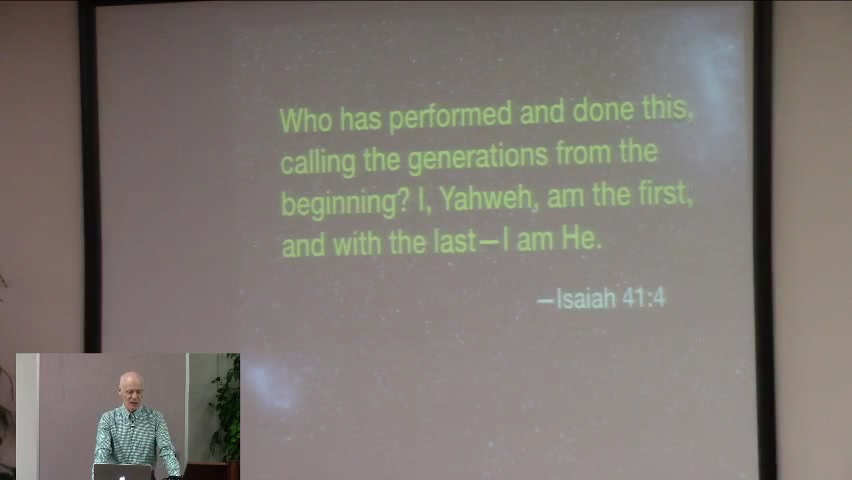 Who has performed and done this,
calling the generations from the
beginning? I, Yahweh, am the first,
and with the last—I am He.
—Isaiah 41:4